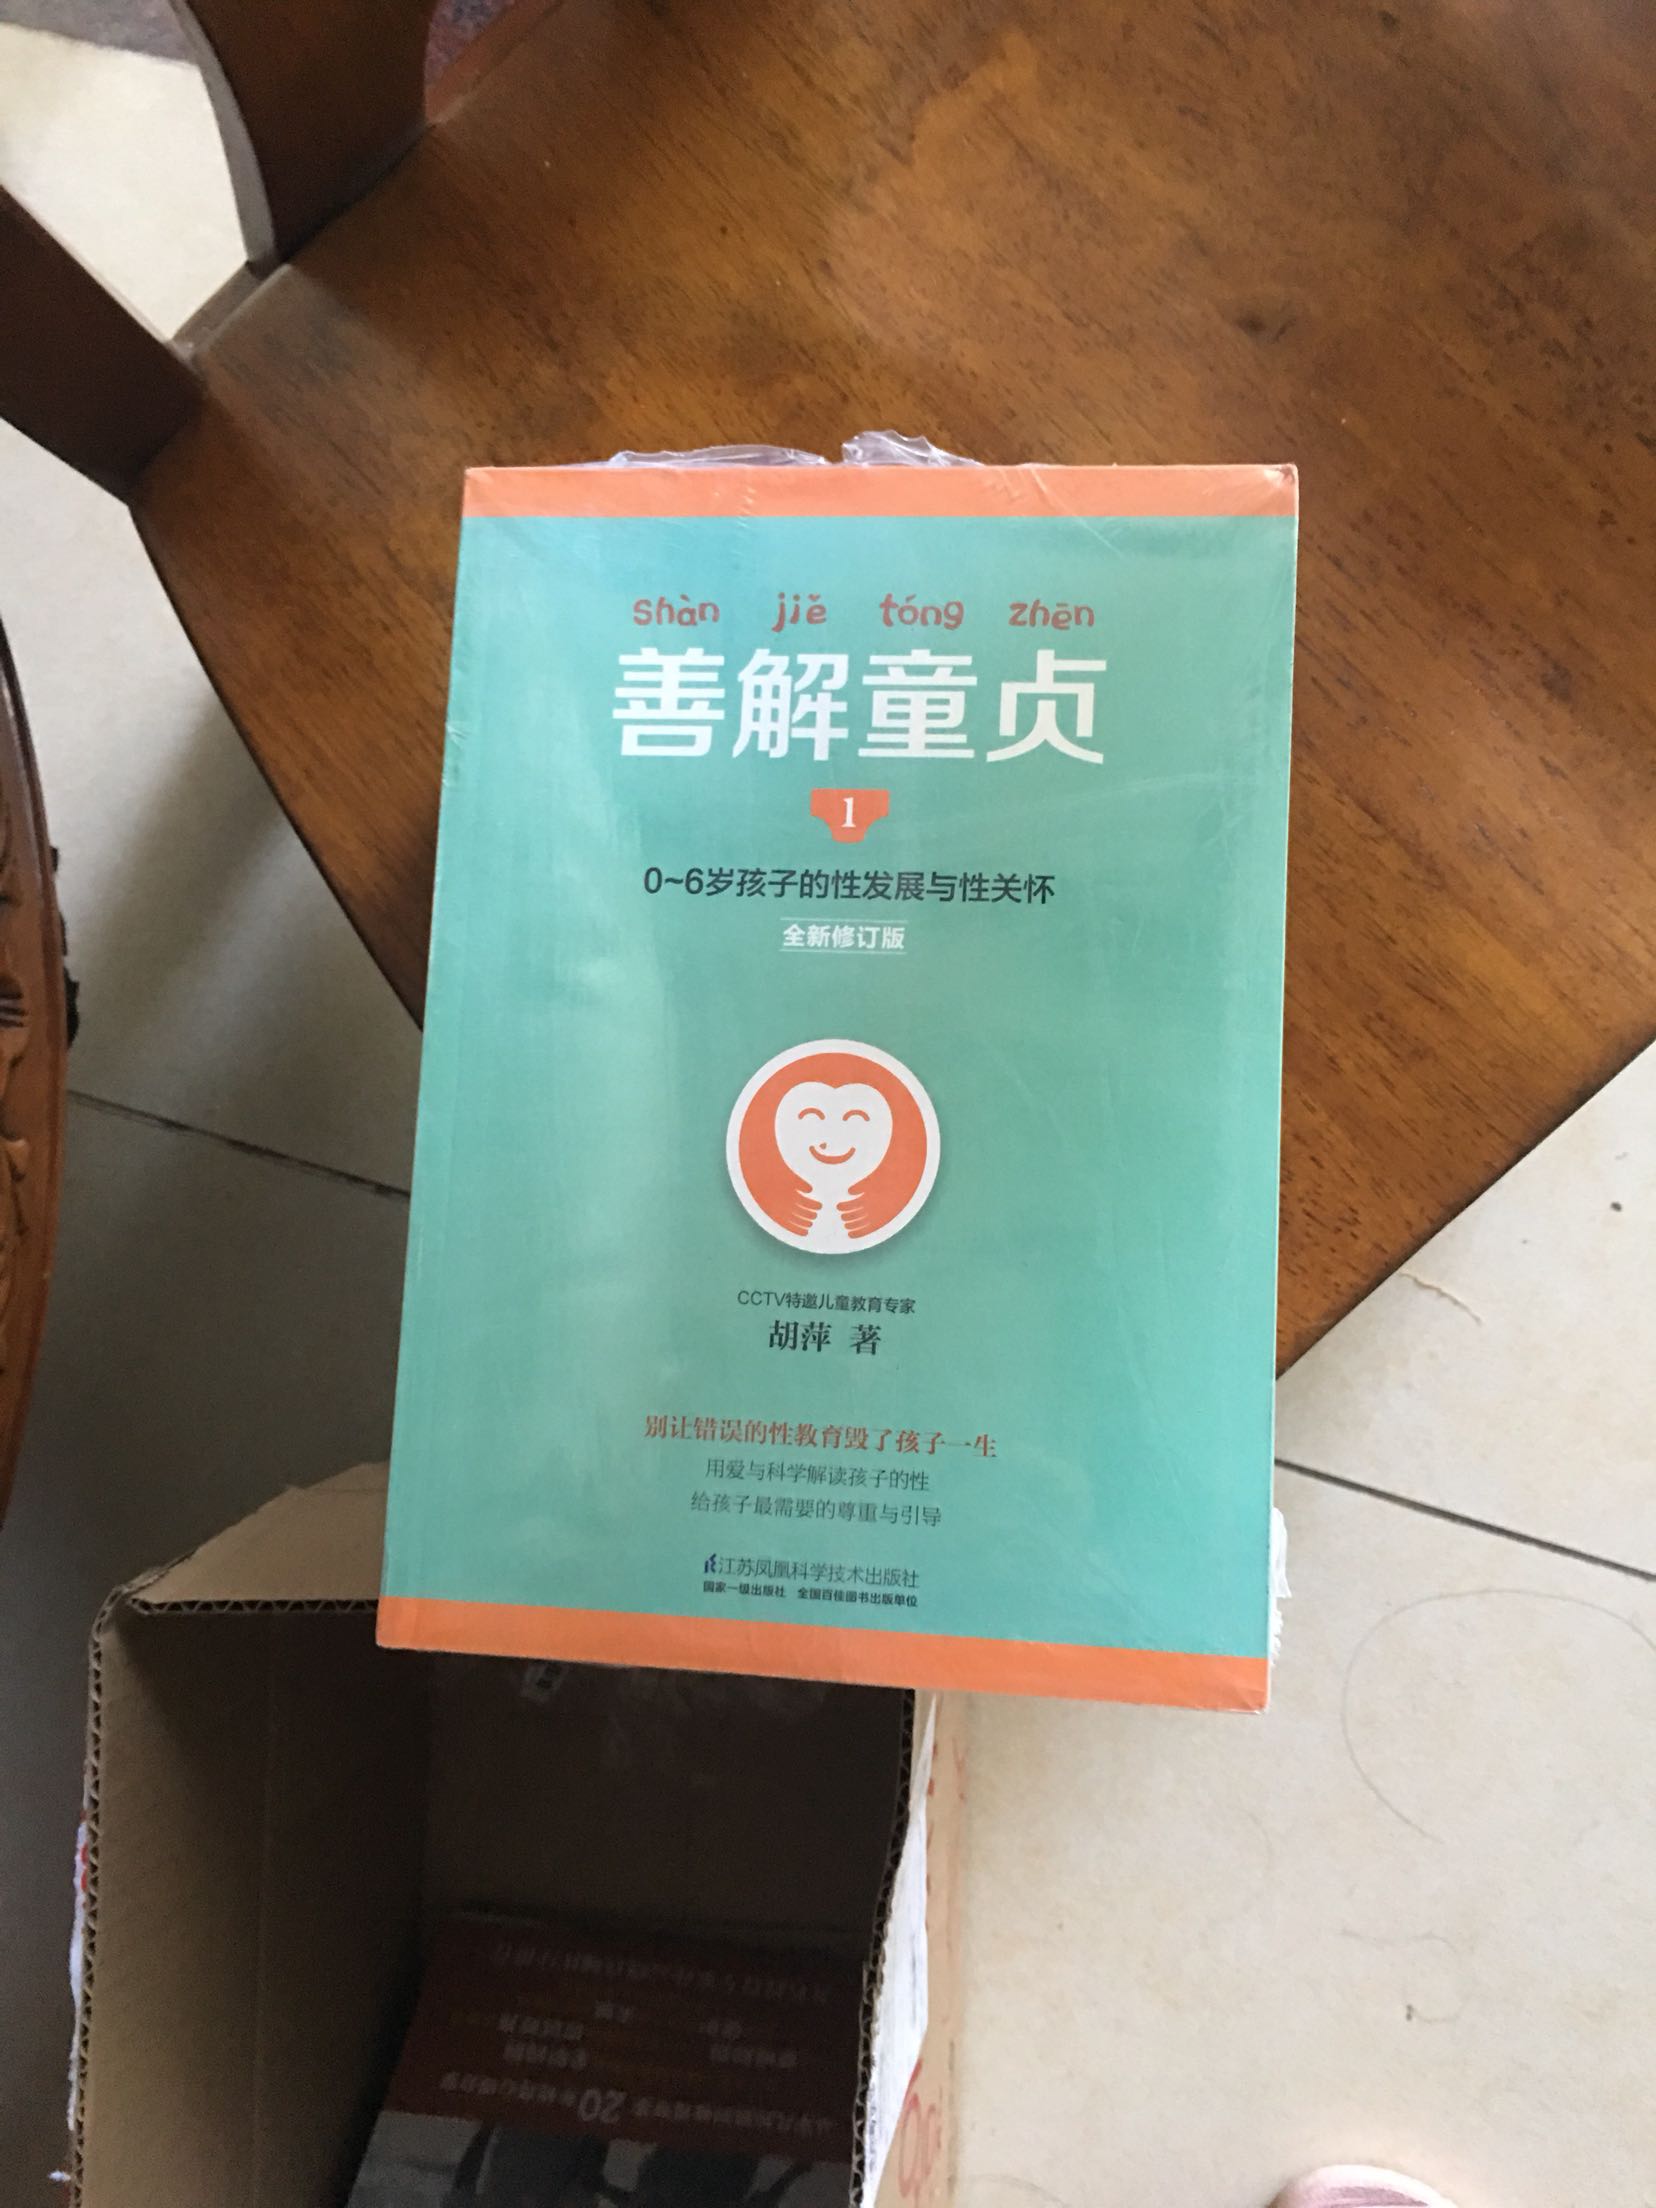 shàn jiě tóng zhēn
善解童贞
1
0~6岁孩子的性发展与性关怀
全新修订版
CCTV特邀儿童教育专家
胡萍 著
别让错误的性教育毁了孩子一生
用爱与科学解读孩子的性
给孩子最需要的尊重与引导
江苏凤凰科学技术出版社
国家一级出版社 全国百佳图书出版单位